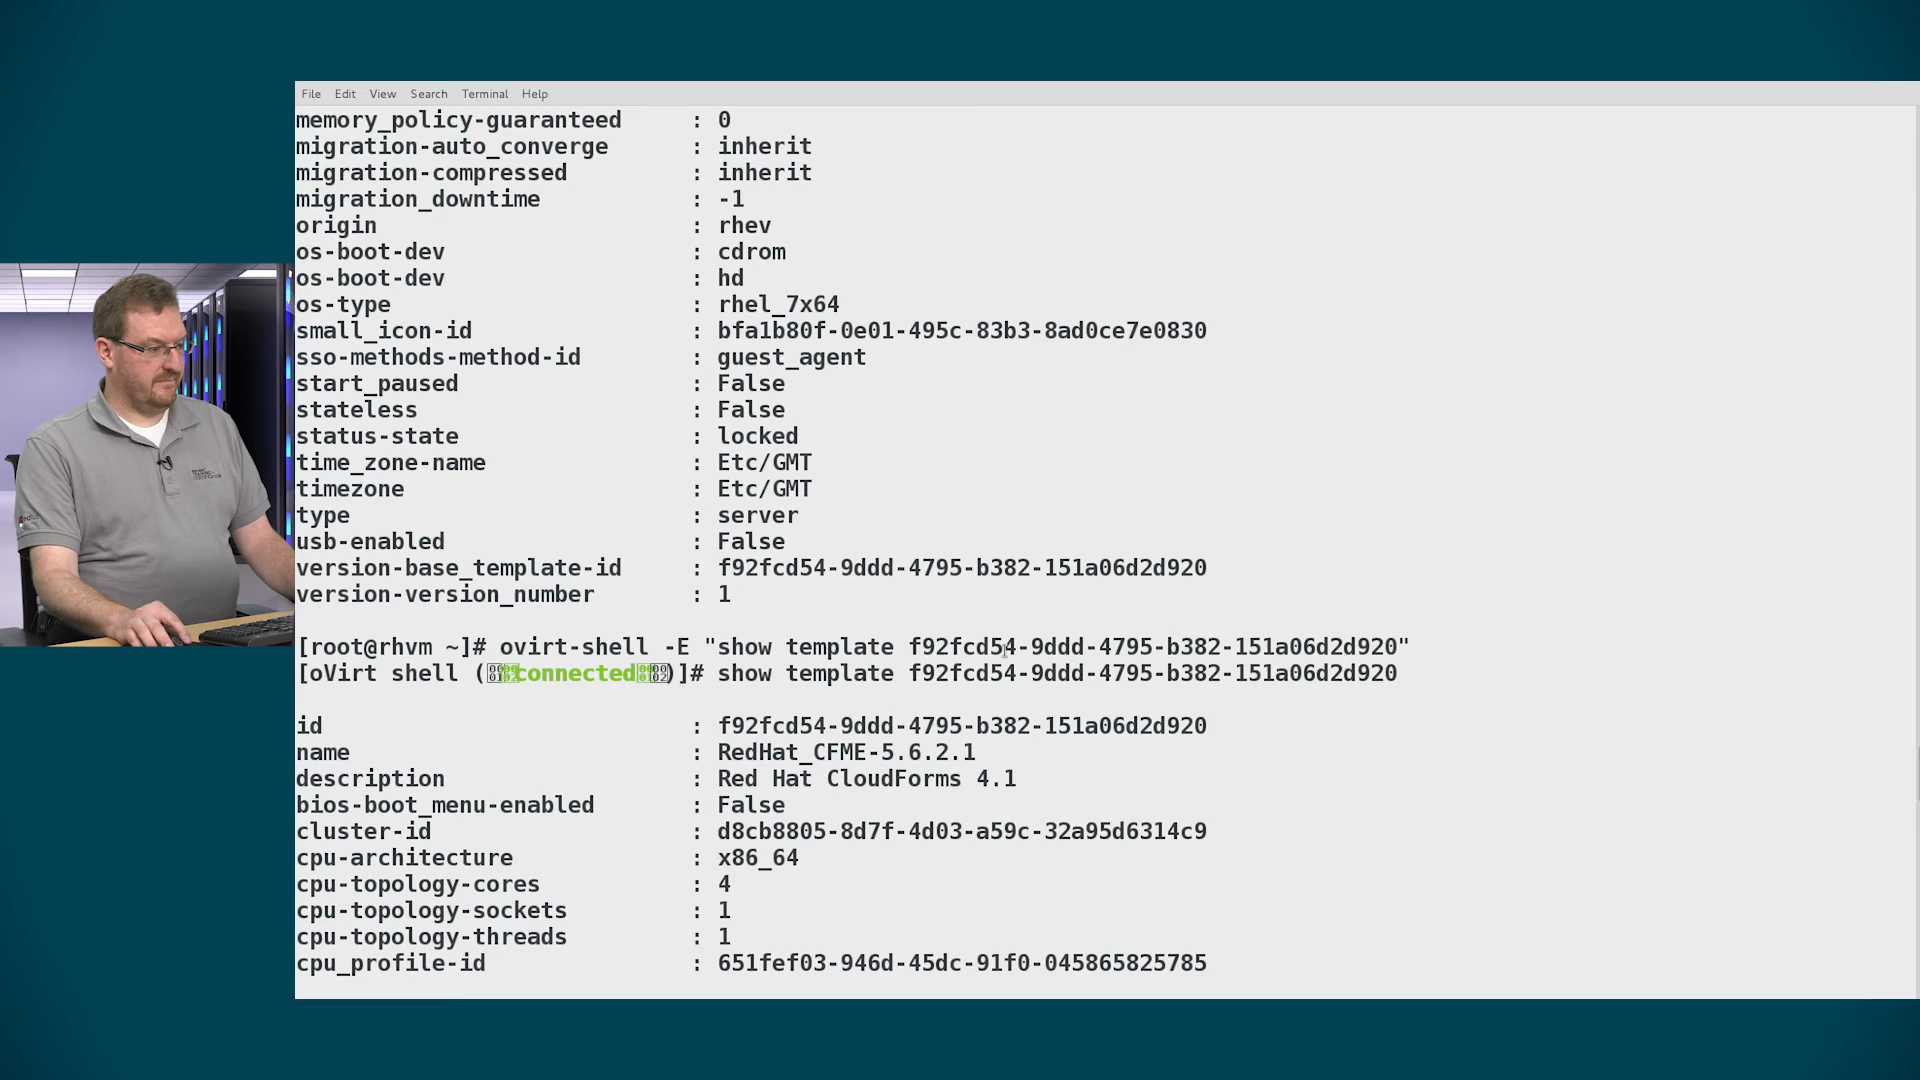 File Edit View Search Terminal Help
memory_policy-guaranteed : 0
migration-auto_converge : inherit
migration-compressed : inherit
migration_downtime : -1
origin : rhev
os-boot-dev : cdrom
os-boot-dev : hd
os-type : rhel_7x64
small_icon-id : bfa1b80f-0e01-495c-83b3-8ad0ce7e0830
sso-methods-method-id : guest_agent
start_paused : False
stateless : False
status-state : locked
time_zone-name : Etc/GMT
timezone : Etc/GMT
type : server
usb-enabled : False
version-base_template-id : f92fcd54-9ddd-4795-b382-151a06d2d920
version-version_number : 1
[root@rhvm ~]# ovirt-shell -E "show template f92fcd54-9ddd-4795-b382-151a06d2d920"
[oVirt shell (connected)]# show template f92fcd54-9ddd-4795-b382-151a06d2d920
id : f92fcd54-9ddd-4795-b382-151a06d2d920
name : RedHat_CFME-5.6.2.1
description : Red Hat CloudForms 4.1
bios-boot_menu-enabled : False
cluster-id : d8cb8805-8d7f-4d03-a59c-32a95d6314c9
cpu-architecture : x86_64
cpu-topology-cores : 4
cpu-topology-sockets : 1
cpu-topology-threads : 1
cpu_profile-id : 651fef03-946d-45dc-91f0-045865825785